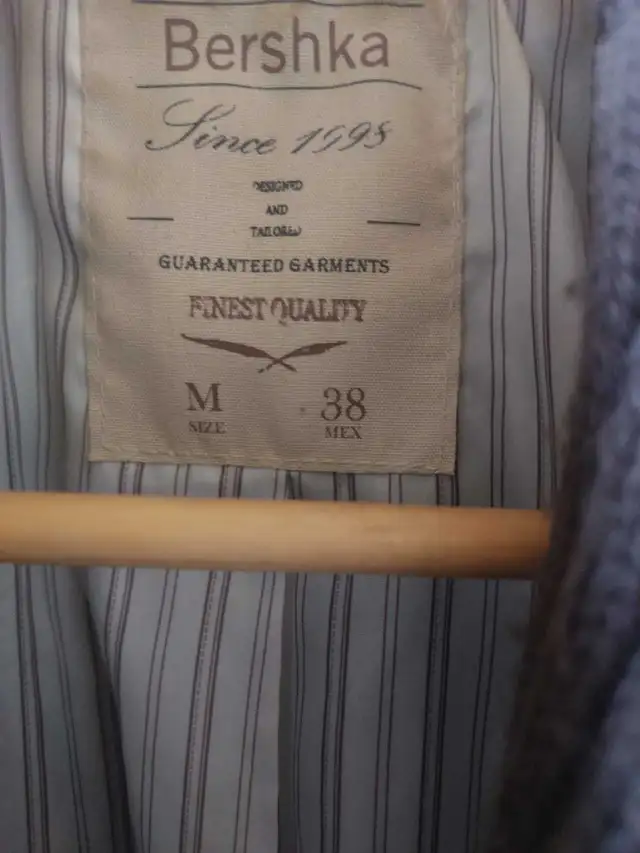 Bershka
Since 1998
DESIGNED
AND
TAILORED
GUARANTEED GARMENTS
FINEST QUALITY
M 38
SIZE MEX